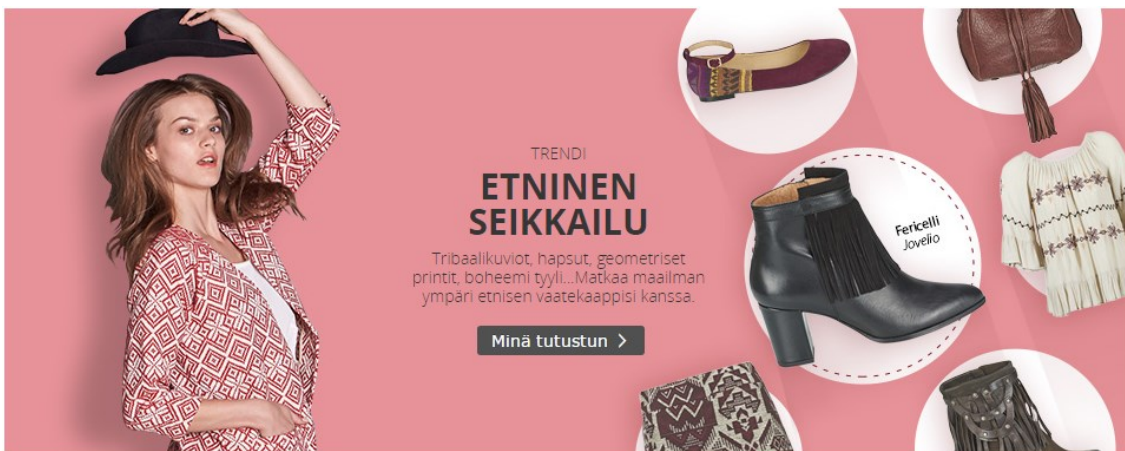 TRENDI
ETNINEN
SEIKKAILU
Tribaalikuviot, hapsut, geometriset
printit, boheemi tyyli...Matkaa maailman
ympäri etnisen vaatekaappisi kanssa.
Minä tutustun
Fericelli
Jovelio